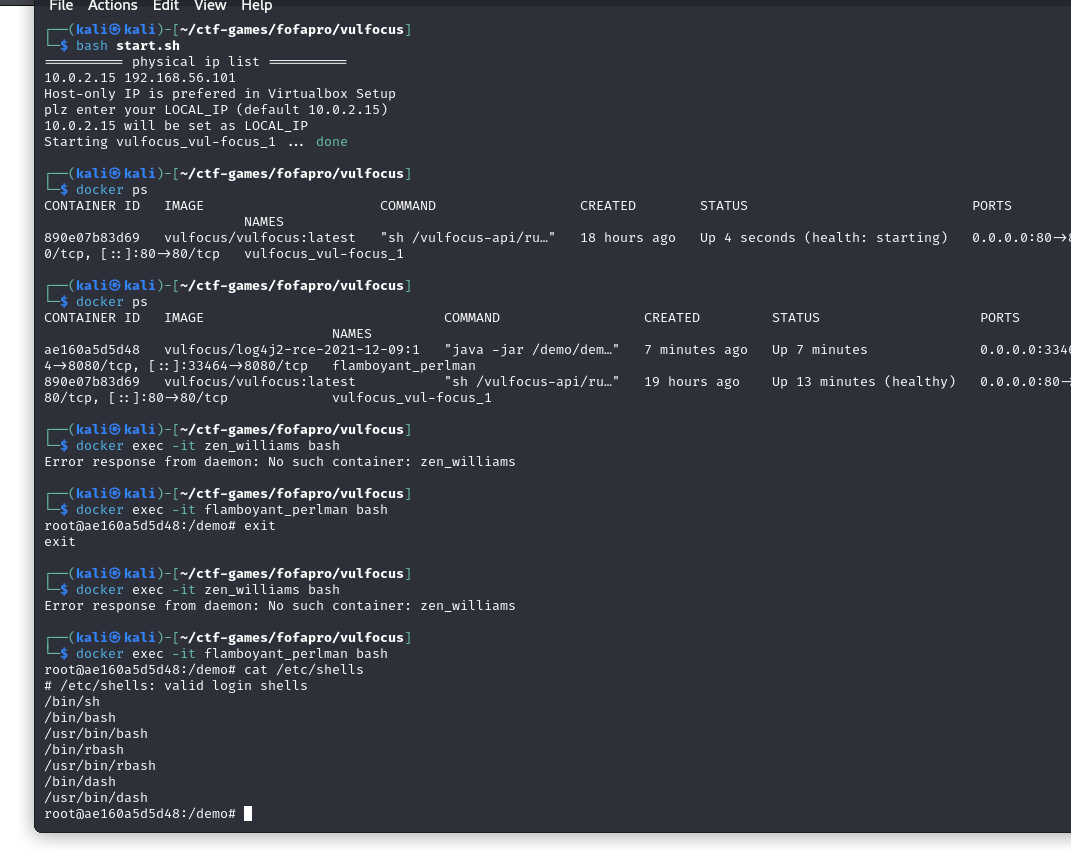 File Actions Edit View Help
┌──(kali㉿kali)-[~/ctf-games/fofapro/vulfocus]
└─$ bash start.sh
========== physical ip list ==========
10.0.2.15 192.168.56.101
Host-only IP is prefered in Virtualbox Setup
plz enter your LOCAL_IP (default 10.0.2.15)
10.0.2.15 will be set as LOCAL_IP
Starting vulfocus_vul-focus_1 ... done
┌──(kali㉿kali)-[~/ctf-games/fofapro/vulfocus]
└─$ docker ps
CONTAINER ID   IMAGE                      COMMAND                  CREATED        STATUS                            PORTS
NAMES
890e07b83d69   vulfocus/vulfocus:latest   "sh /vulfocus-api/ru…"   18 hours ago   Up 4 seconds (health: starting)   0.0.0.0:80->8
0/tcp, [::]:80->80/tcp   vulfocus_vul-focus_1
┌──(kali㉿kali)-[~/ctf-games/fofapro/vulfocus]
└─$ docker ps
CONTAINER ID   IMAGE                              COMMAND                  CREATED         STATUS                    PORTS
NAMES
ae160a5d5d48   vulfocus/log4j2-rce-2021-12-09:1   "java -jar /demo/dem…"   7 minutes ago   Up 7 minutes              0.0.0.0:3346
4->8080/tcp, [::]:33464->8080/tcp   flamboyant_perlman
890e07b83d69   vulfocus/vulfocus:latest           "sh /vulfocus-api/ru…"   19 hours ago    Up 13 minutes (healthy)   0.0.0.0:80->
80/tcp, [::]:80->80/tcp             vulfocus_vul-focus_1
┌──(kali㉿kali)-[~/ctf-games/fofapro/vulfocus]
└─$ docker exec -it zen_williams bash
Error response from daemon: No such container: zen_williams
┌──(kali㉿kali)-[~/ctf-games/fofapro/vulfocus]
└─$ docker exec -it flamboyant_perlman bash
root@ae160a5d5d48:/demo# exit
exit
┌──(kali㉿kali)-[~/ctf-games/fofapro/vulfocus]
└─$ docker exec -it zen_williams bash
Error response from daemon: No such container: zen_williams
┌──(kali㉿kali)-[~/ctf-games/fofapro/vulfocus]
└─$ docker exec -it flamboyant_perlman bash
root@ae160a5d5d48:/demo# cat /etc/shells
# /etc/shells: valid login shells
/bin/sh
/bin/bash
/usr/bin/bash
/bin/rbash
/usr/bin/rbash
/bin/dash
/usr/bin/dash
root@ae160a5d5d48:/demo#